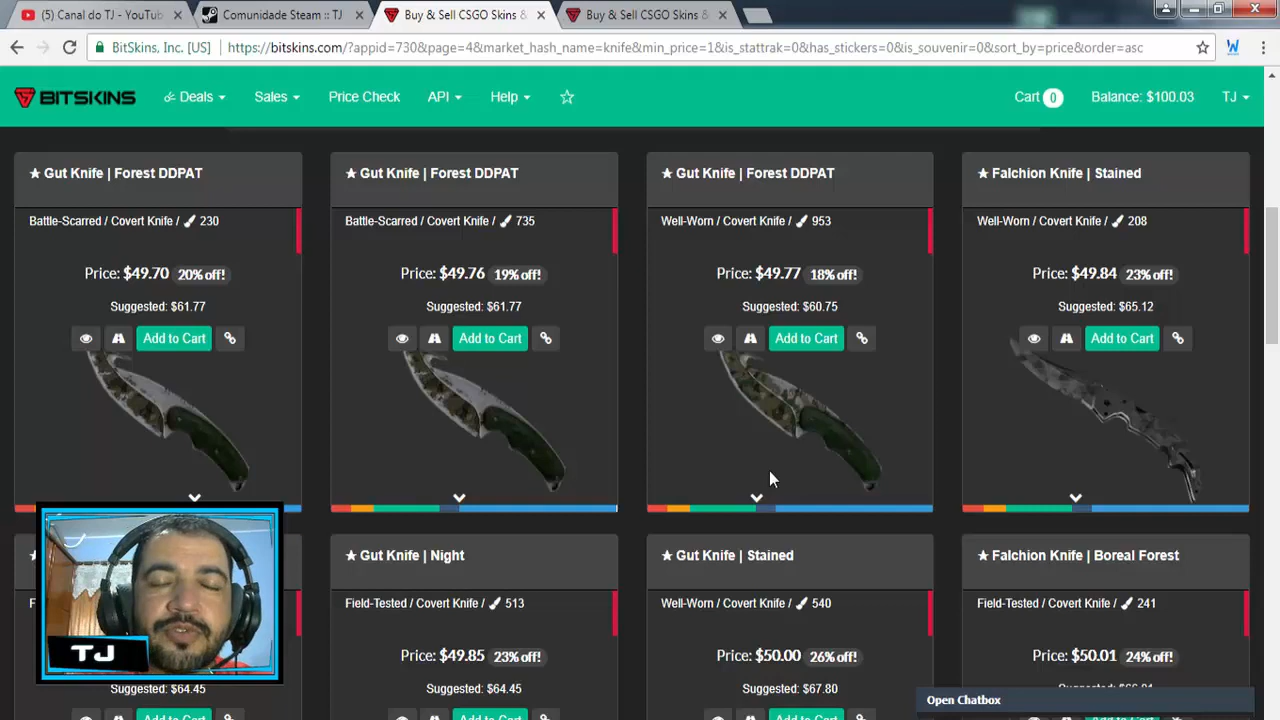 (5) Canal do TJ - YouTub
Comunidade Steam :: TJ
Buy & Sell CSGO Skins &
Buy & Sell CSGO Skins &
BitSkins, Inc. [US]
https://bitskins.com/?appid=730&page=4&market_hash_name=knife&min_price=1&is_stattrak=0&has_stickers=0&is_souvenir=0&sort_by=price&order=asc
W
BITSKINS
Deals
Sales
Price Check
API
Help
Cart 0
Balance: $100.03
TJ
★ Gut Knife | Forest DDPAT
Battle-Scarred / Covert Knife / 230
Price: $49.70 20% off!
Suggested: $61.77
Add to Cart
★ Gut Knife | Forest DDPAT
Battle-Scarred / Covert Knife / 735
Price: $49.76 19% off!
Suggested: $61.77
Add to Cart
★ Gut Knife | Forest DDPAT
Well-Worn / Covert Knife / 953
Price: $49.77 18% off!
Suggested: $60.75
Add to Cart
★ Falchion Knife | Stained
Well-Worn / Covert Knife / 208
Price: $49.84 23% off!
Suggested: $65.12
Add to Cart
TJ
Suggested: $64.45
★ Gut Knife | Night
Field-Tested / Covert Knife / 513
Price: $49.85 23% off!
Suggested: $64.45
Add to Cart
★ Gut Knife | Stained
Well-Worn / Covert Knife / 540
Price: $50.00 26% off!
Suggested: $67.80
Add to Cart
★ Falchion Knife | Boreal Forest
Field-Tested / Covert Knife / 241
Price: $50.01 24% off!
Open Chatbox